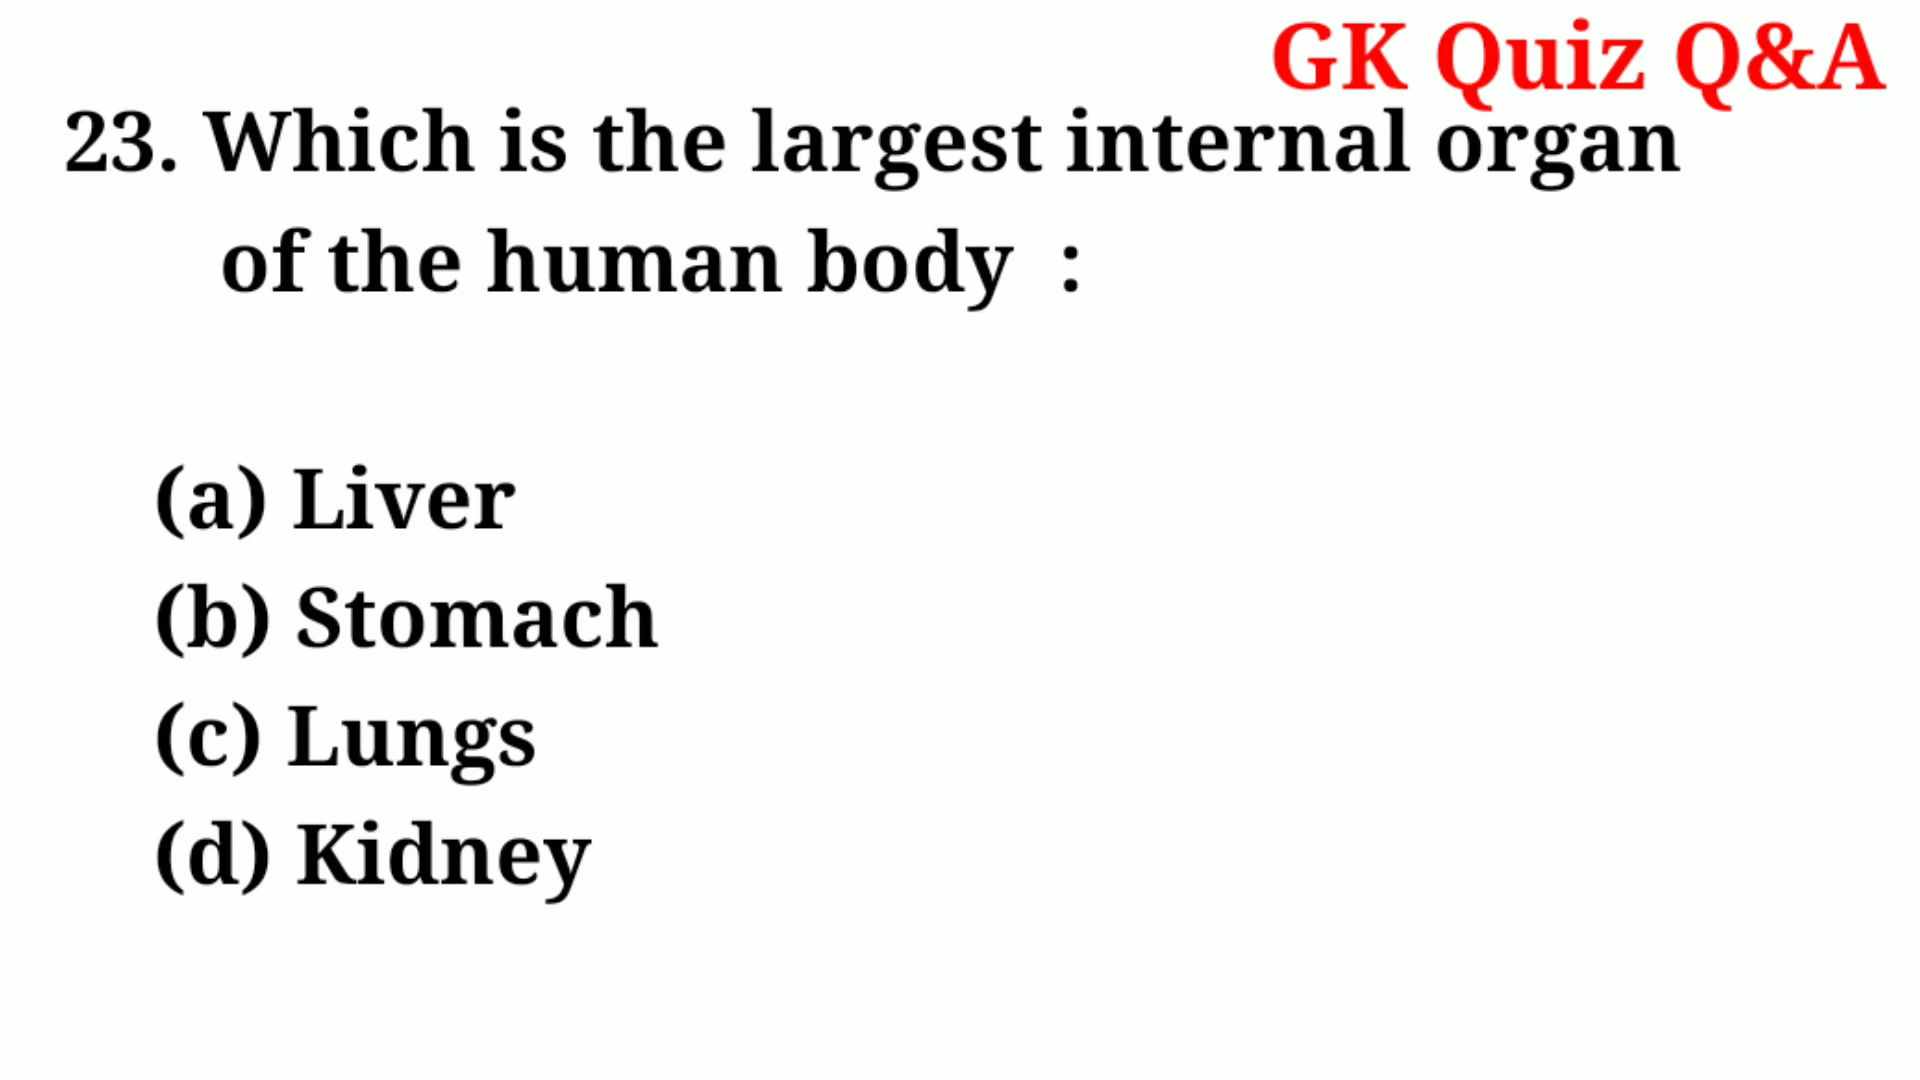 GK Quiz Q&A
23. Which is the largest internal organ
of the human body :
(a) Liver
(b) Stomach
(c) Lungs
(d) Kidney